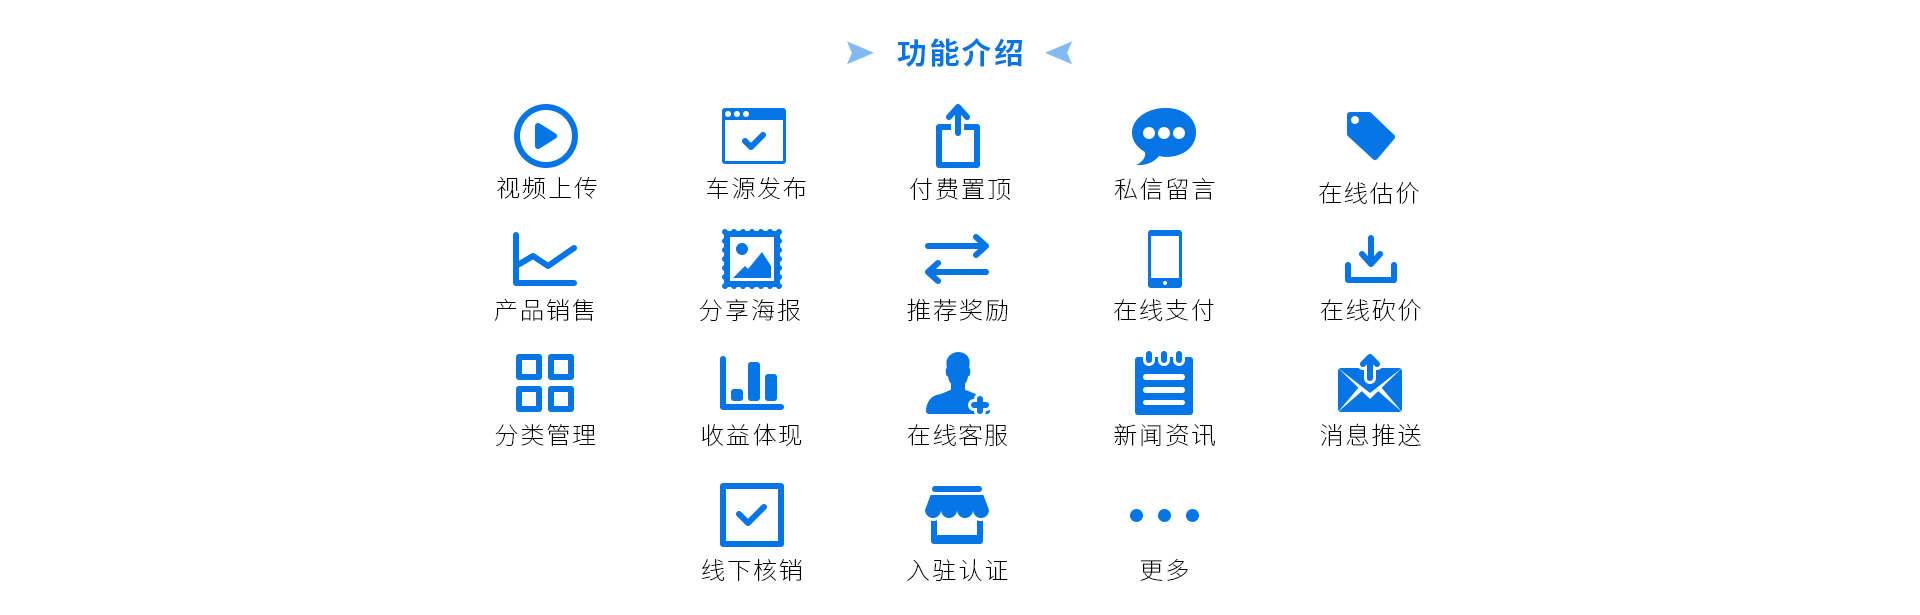 功能介绍
视频上传 车源发布 付费置顶 私信留言 在线估价
产品销售 分享海报 推荐奖励 在线支付 在线砍价
分类管理 收益体现 在线客服 新闻资讯 消息推送
线下核销 入驻认证 更多